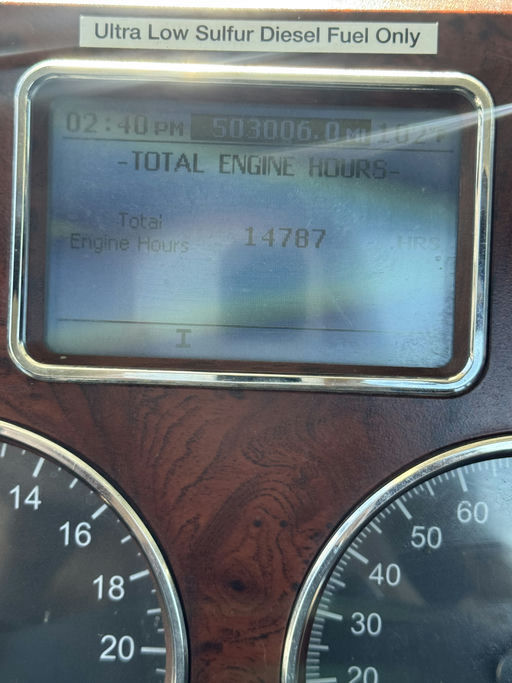 Ultra Low Sulfur Diesel Fuel Only
02:40 PM 503006.0 MI
-TOTAL ENGINE HOURS-
Total
Engine Hours 14787 HRS
I
14
16
18
20
60
50
40
30
20